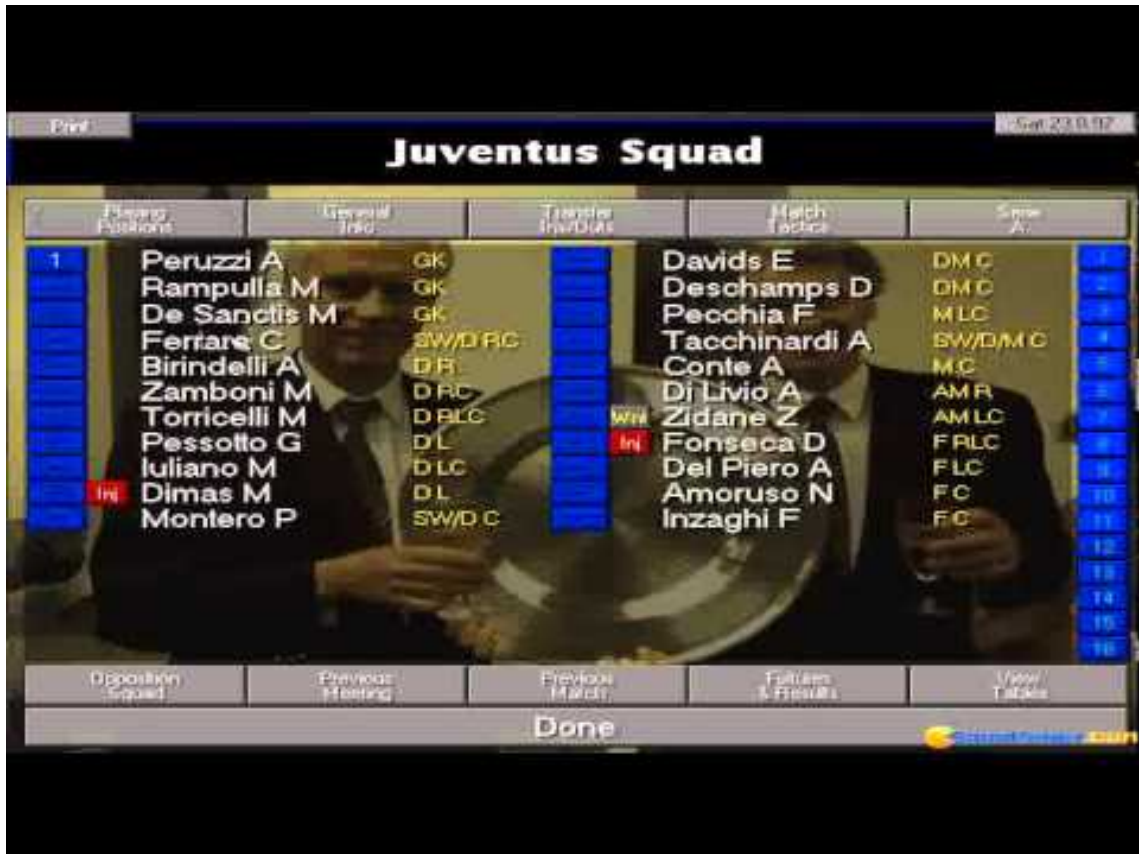 Print
Sat 23.8.97
Juventus Squad
Playing Positions
General Info
Transfer Ins/Outs
Match Tactics
Serie A
1 Peruzzi A GK
Rampulla M GK
De Sanctis M GK
Ferrara C SW/D RC
Birindelli A D R
Zamboni M D RC
Torricelli M D RLC
Pessotto G D L
Iuliano M D LC
Inj Dimas M D L
Montero P SW/D C
Davids E DM C
Deschamps D DM C
Pecchia F M LC
Tacchinardi A SW/D/M C
Conte A M C
Di Livio A AM R
Wnt Zidane Z AM LC
Inj Fonseca D F RLC
Del Piero A F LC
Amoruso N F C
Inzaghi F F C
1
2
3
4
5
6
7
8
9
10
11
12
13
14
15
16
Opposition Squad
Previous Meeting
Previous Match
Fixtures & Results
View Tables
Done